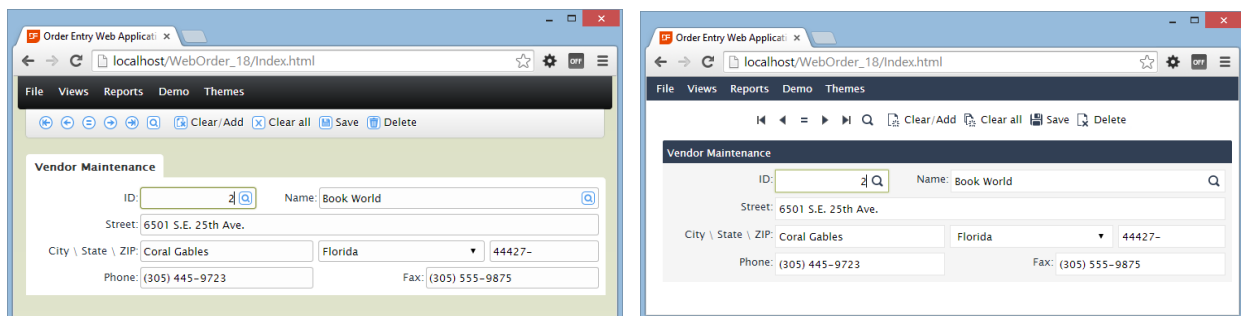 Order Entry Web Applicati
localhost/WebOrder_18/Index.html
OFF
File Views Reports Demo Themes
Clear/Add Clear all Save Delete
Vendor Maintenance
ID: 2 Name: Book World
Street: 6501 S.E. 25th Ave.
City \ State \ ZIP: Coral Gables Florida 44427-
Phone: (305) 445-9723 Fax: (305) 555-9875
Order Entry Web Applicati
localhost/WebOrder_18/Index.html
OFF
File Views Reports Demo Themes
Clear/Add Clear all Save Delete
Vendor Maintenance
ID: 2 Name: Book World
Street: 6501 S.E. 25th Ave.
City \ State \ ZIP: Coral Gables Florida 44427-
Phone: (305) 445-9723 Fax: (305) 555-9875